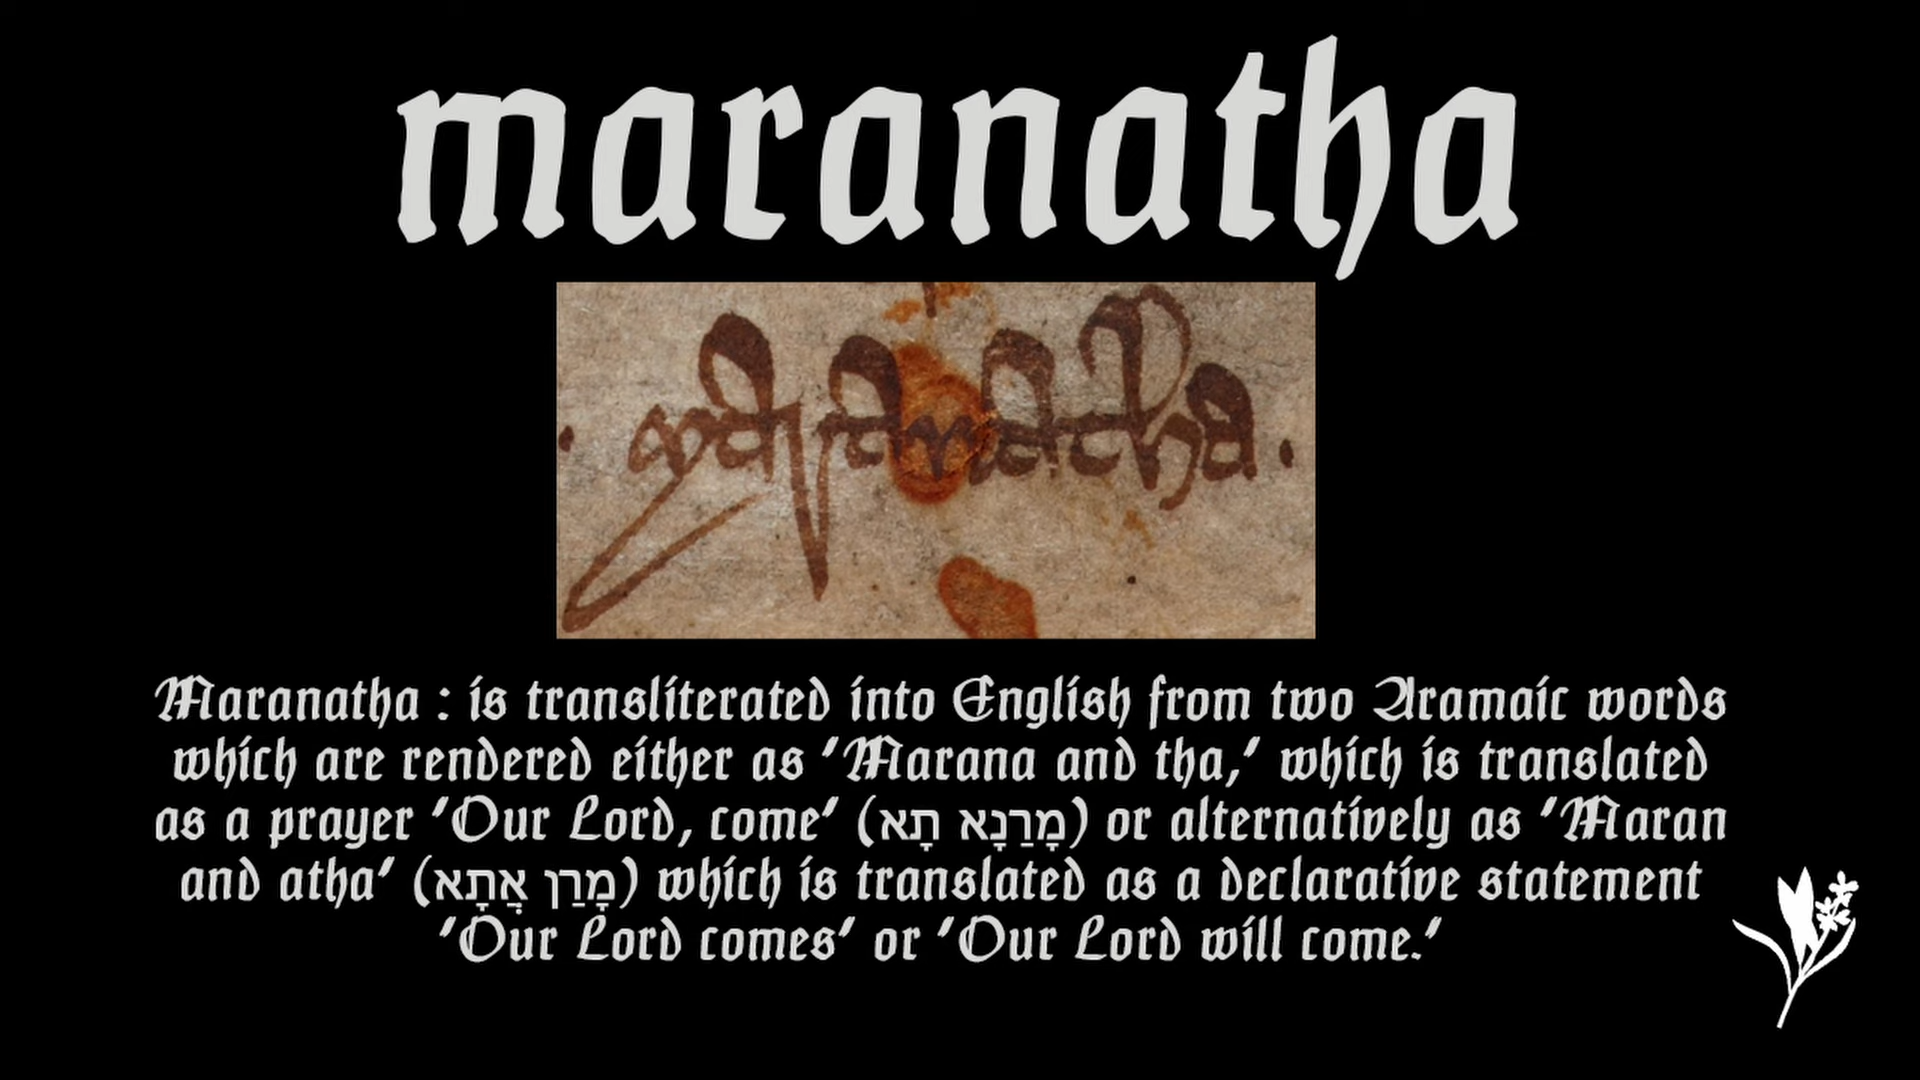 maranatha
. maranatha .
Maranatha : is transliterated into English from two Aramaic words
which are rendered either as 'Marana and tha,' which is translated
as a prayer 'Our Lord, come' (מָרַנָא תָא) or alternatively as 'Maran
and atha' (מָרַן אֲתָא) which is translated as a declarative statement
'Our Lord comes' or 'Our Lord will come.'